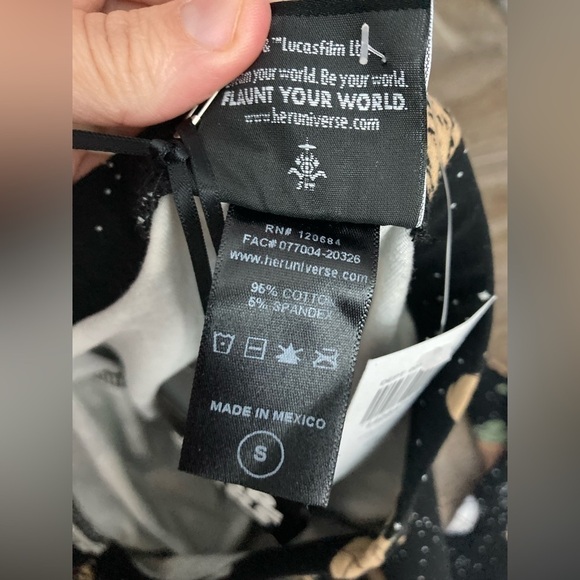 & ™Lucasfilm Lt
your world. Be your world.
FLAUNT YOUR WORLD.
www.heruniverse.com
RN# 120684
FAC# 077004-20326
www.heruniverse.com
95% COTTO
5% SPANDEX
MADE IN MEXICO
S